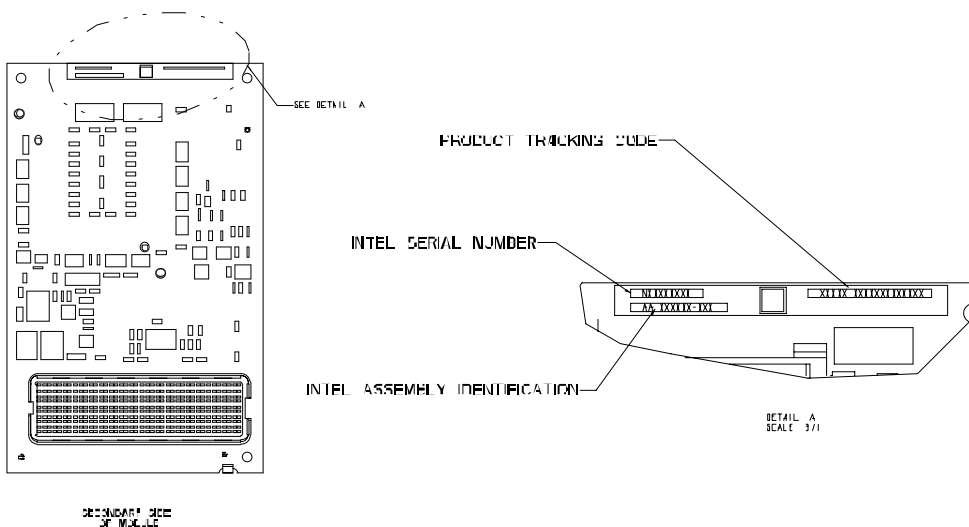 SEE DETAIL A
PRODUCT TRACKING CODE
INTEL SERIAL NUMBER
INTEL ASSEMBLY IDENTIFICATION
DETAIL A
SCALE 3/1
SECONDARY SIDE
OF MODULE